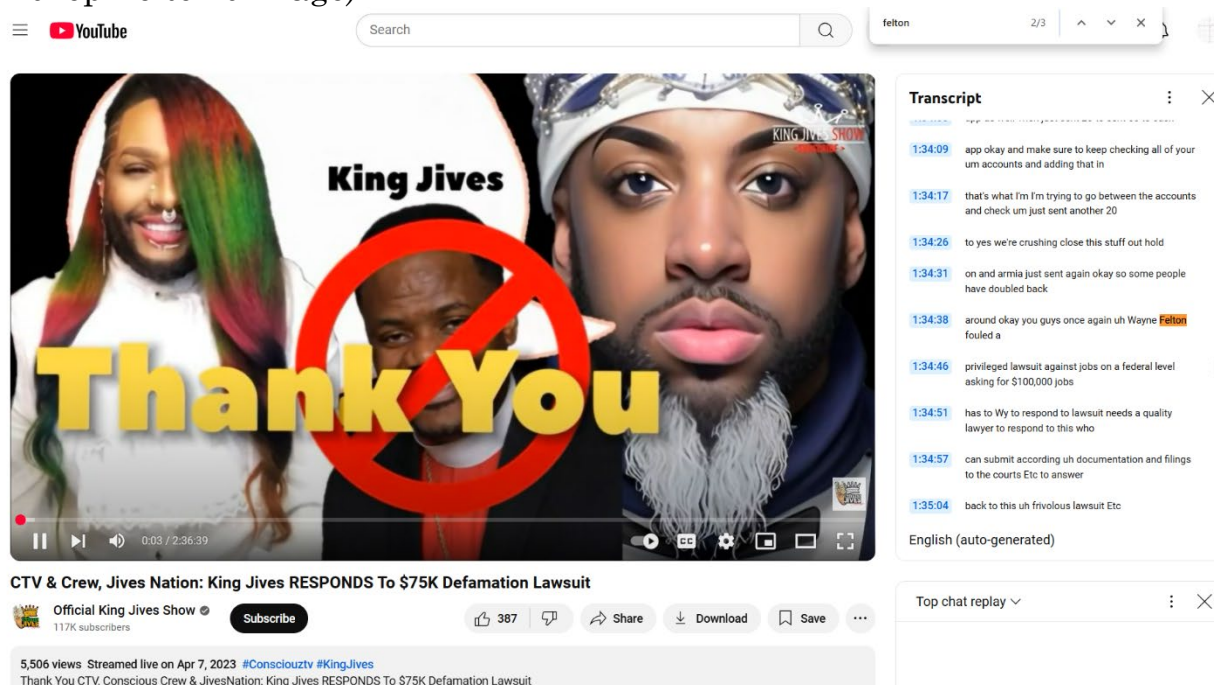 YouTube
Search
felton 2/3
KING JIVES SHOW
King Jives
Thank You
0:03 / 2:36:39
CC
Transcript
1:34:09 app okay and make sure to keep checking all of your
um accounts and adding that in
1:34:17 that's what I'm I'm trying to go between the accounts
and check um just sent another 20
1:34:26 to yes we're crushing close this stuff out hold
1:34:31 on and armia just sent again okay so some people
have doubled back
1:34:38 around okay you guys once again uh Wayne Felton
fouled a
1:34:46 privileged lawsuit against jobs on a federal level
asking for $100,000 jobs
1:34:51 has to Wy to respond to lawsuit needs a quality
lawyer to respond to this who
1:34:57 can submit according uh documentation and filings
to the courts Etc to answer
1:35:04 back to this uh frivolous lawsuit Etc
English (auto-generated)
CTV & Crew, Jives Nation: King Jives RESPONDS To $75K Defamation Lawsuit
Official King Jives Show
117K subscribers
Subscribe
387
Share
Download
Save
Top chat replay
5,506 views Streamed live on Apr 7, 2023 #Consciouztv #KingJives
Thank You CTV, Conscious Crew & JivesNation: King Jives RESPONDS To $75K Defamation Lawsuit